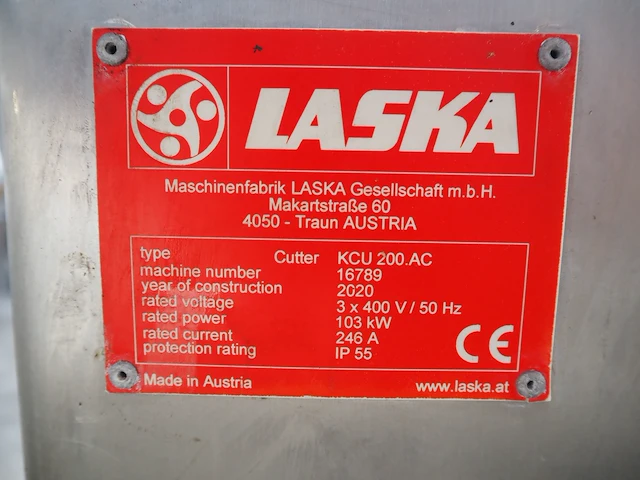 LASKA
Maschinenfabrik LASKA Gesellschaft m.b.H.
Makartstraße 60
4050 - Traun AUSTRIA
type Cutter KCU 200.AC
machine number 16789
year of construction 2020
rated voltage 3 x 400 V / 50 Hz
rated power 103 kW
rated current 246 A
protection rating IP 55
CE
Made in Austria www.laska.at